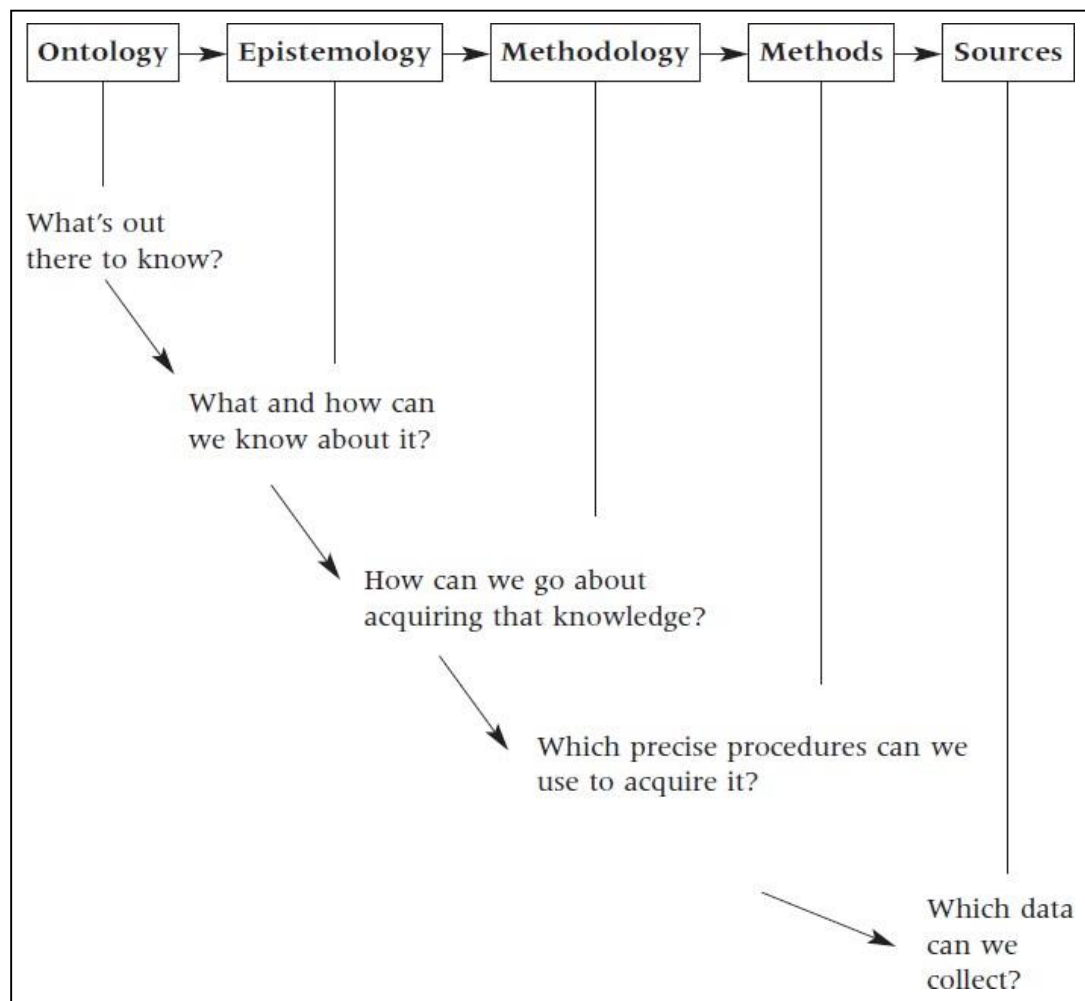 Ontology
Epistemology
Methodology
Methods
Sources
What’s out
there to know?
What and how can
we know about it?
How can we go about
acquiring that knowledge?
Which precise procedures can we
use to acquire it?
Which data
can we
collect?